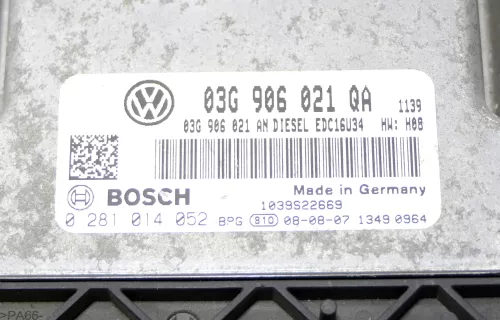 03G 906 021 QA 1139
03G 906 021 AN DIESEL EDC16U34 HW: H08
BOSCH Made in Germany
1039S22669
0 281 014 052 BPG 810 08-08-07 1349 0964
>PA66-